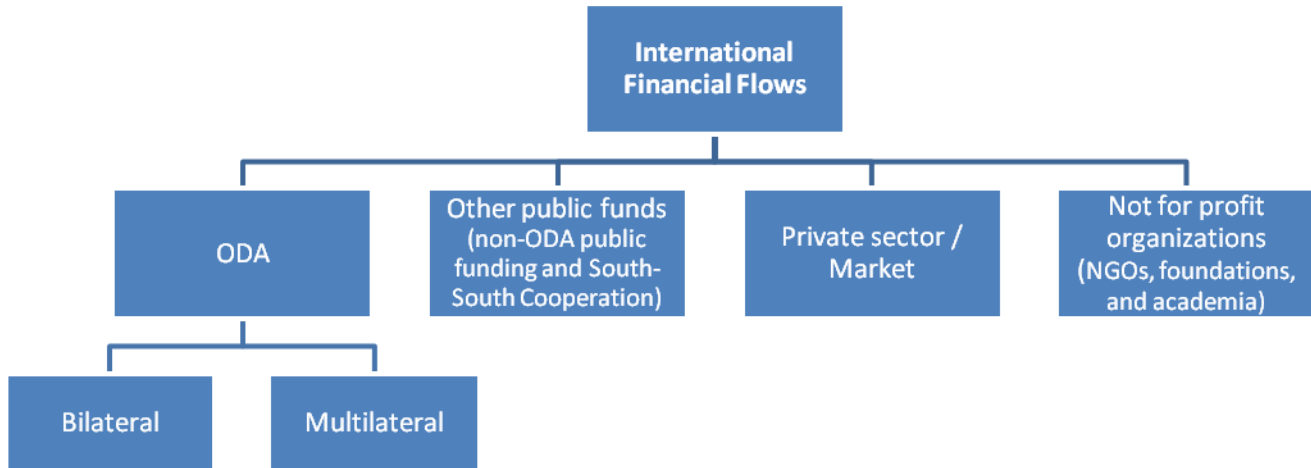 International
Financial Flows
ODA
Other public funds
(non-ODA public
funding and South-
South Cooperation)
Private sector /
Market
Not for profit
organizations
(NGOs, foundations,
and academia)
Bilateral
Multilateral